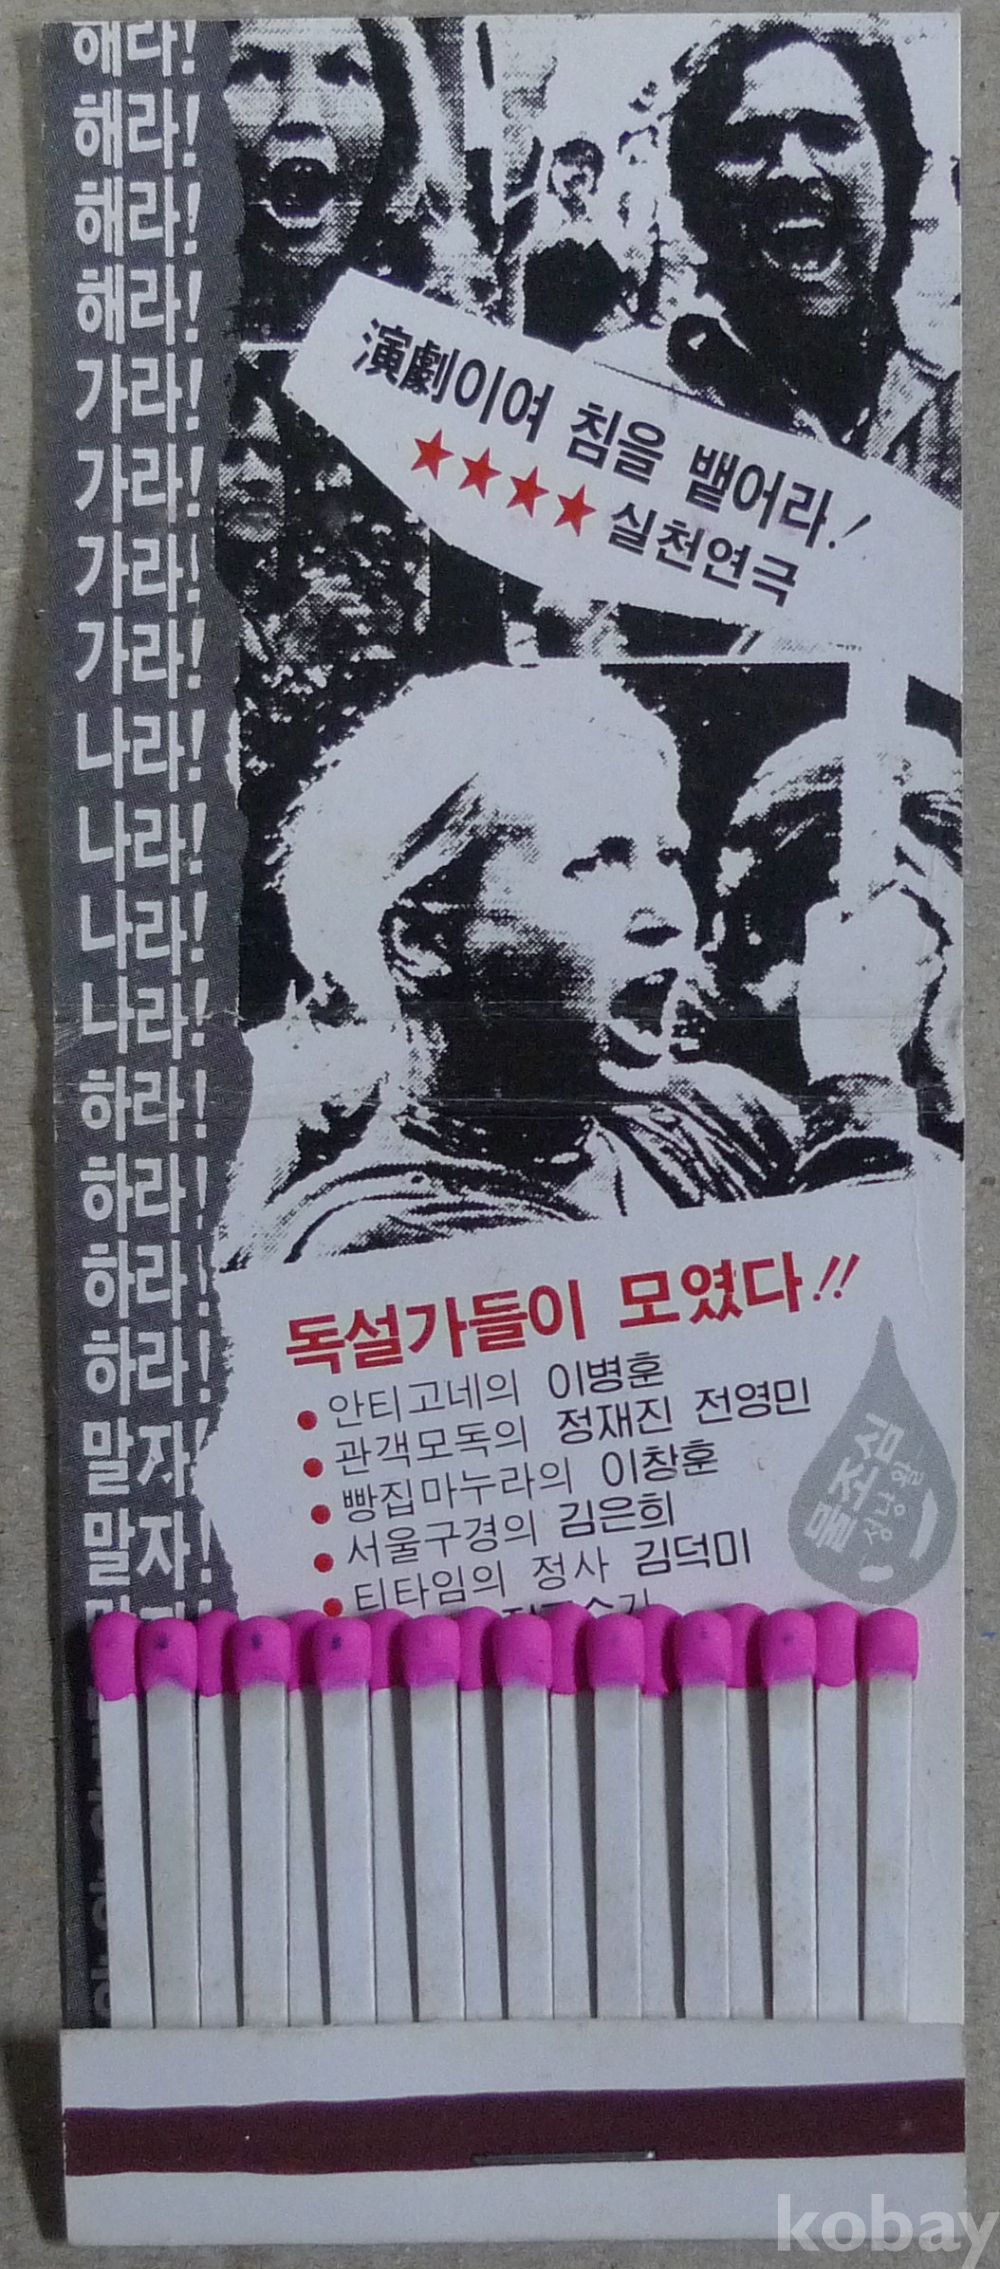 해라!
해라!
해라!
해라!
가라!
가라!
가라!
가라!
나라!
나라!
나라!
나라!
하라!
하라!
하라!
하라!
말자!
말자!
演劇이여 침을 뱉어라!
★★★★실천연극
독설가들이 모였다!!
● 안티고네의 이병훈
● 관객모독의 정재진 전영민
● 빵집마누라의 이창훈
● 서울구경의 김은희
● 티타임의 정사 김덕미
불조심
kobay